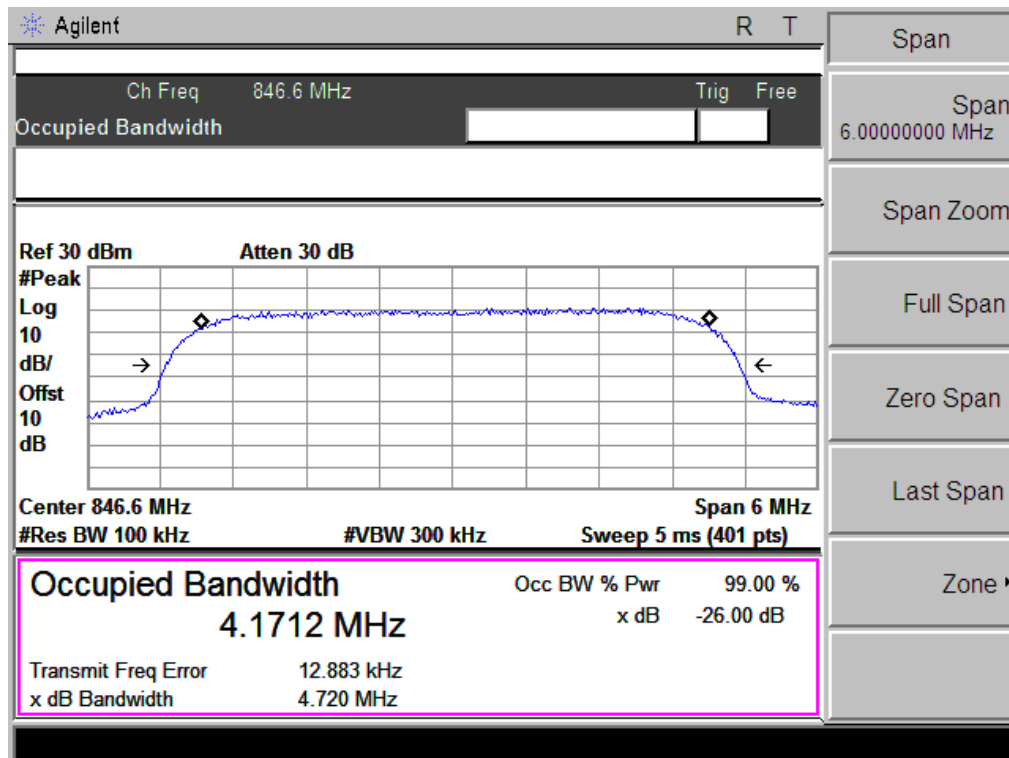 Agilent R T
Span
Ch Freq 846.6 MHz Trig Free
Occupied Bandwidth
Span
6.00000000 MHz
Span Zoom
Full Span
Zero Span
Last Span
Zone
Ref 30 dBm Atten 30 dB
#Peak
Log
10
dB/
Offst
10
dB
Center 846.6 MHz Span 6 MHz
#Res BW 100 kHz #VBW 300 kHz Sweep 5 ms (401 pts)
Occupied Bandwidth Occ BW % Pwr 99.00 %
4.1712 MHz x dB -26.00 dB
Transmit Freq Error 12.883 kHz
x dB Bandwidth 4.720 MHz